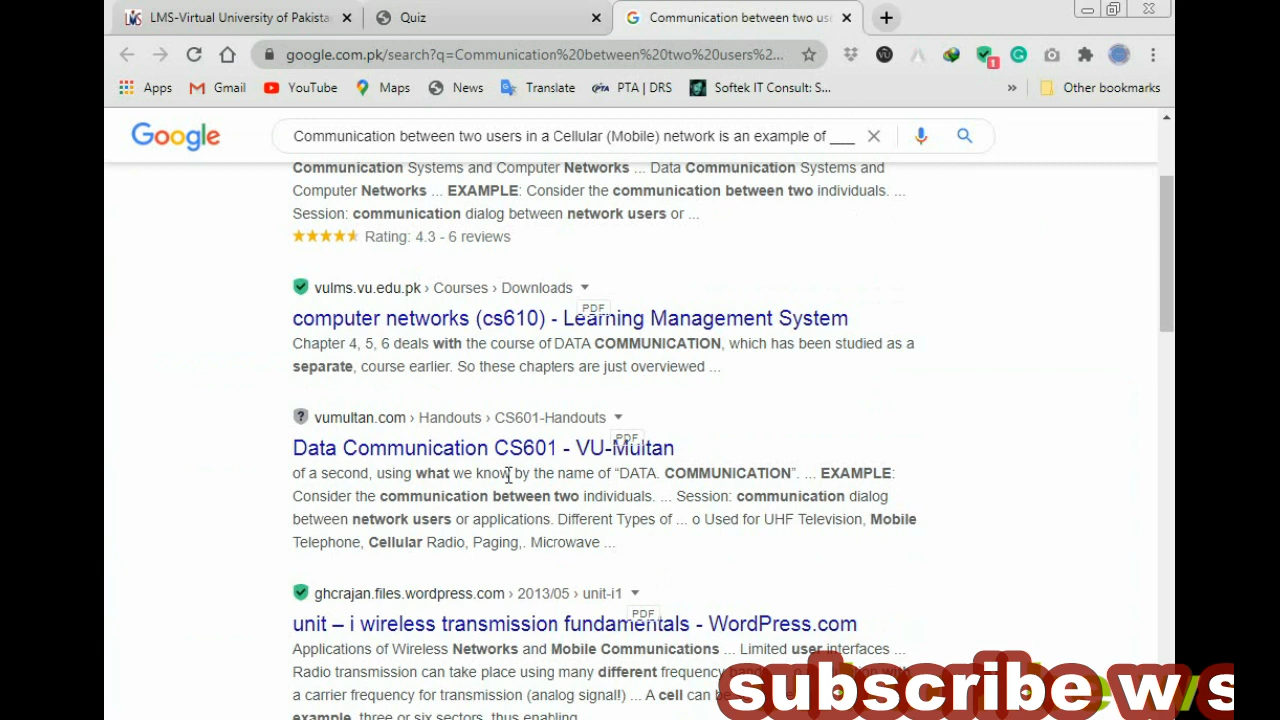 LMS-Virtual University of Pakista
Quiz
Communication between two us
google.com.pk/search?q=Communication%20between%20two%20users%2...
1
Apps
Gmail
YouTube
Maps
News
Translate
PTA | DRS
Softek IT Consult: S...
»
Other bookmarks
Google
Communication between two users in a Cellular (Mobile) network is an example of ___
Communication Systems and Computer Networks ... Data Communication Systems and
Computer Networks ... EXAMPLE: Consider the communication between two individuals. ...
Session: communication dialog between network users or ...
Rating: 4.3 - 6 reviews
vulms.vu.edu.pk › Courses › Downloads
PDF
computer networks (cs610) - Learning Management System
Chapter 4, 5, 6 deals with the course of DATA COMMUNICATION, which has been studied as a
separate, course earlier. So these chapters are just overviewed ...
vumultan.com › Handouts › CS601-Handouts
PDF
Data Communication CS601 - VU-Multan
of a second, using what we know by the name of “DATA. COMMUNICATION”. ... EXAMPLE:
Consider the communication between two individuals. ... Session: communication dialog
between network users or applications. Different Types of ... o Used for UHF Television, Mobile
Telephone, Cellular Radio, Paging,. Microwave ...
ghcrajan.files.wordpress.com › 2013/05 › unit-i1
PDF
unit – i wireless transmission fundamentals - WordPress.com
Applications of Wireless Networks and Mobile Communications ... Limited user interfaces ...
Radio transmission can take place using many different frequency
a carrier frequency for transmission (analog signal!) ... A cell can
example, three or six sectors, thus enabling
subscribe w/s